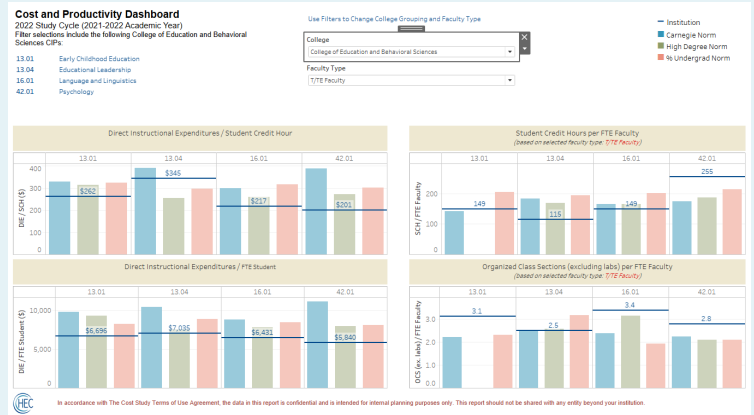 Cost and Productivity Dashboard
2022 Study Cycle (2021-2022 Academic Year)
Filter selections include the following College of Education and Behavioral
Sciences CIPs:
13.01 Early Childhood Education
13.04 Educational Leadership
16.01 Language and Linguistics
42.01 Psychology
Use Filters to Change College Grouping and Faculty Type
College
College of Education and Behavioral Sciences
Faculty Type
T/TE Faculty
Institution
Carnegie Norm
High Degree Norm
% Undergrad Norm
Direct Instructional Expenditures / Student Credit Hour
13.01 13.04 16.01 42.01
DIE / SCH ($)
400
300
200
100
0
$262
$345
$217
$201
Student Credit Hours per FTE Faculty
(based on selected faculty type: T/TE Faculty)
13.01 13.04 16.01 42.01
SCH / FTE Faculty
200
100
0
149
115
149
255
Direct Instructional Expenditures / FTE Student
13.01 13.04 16.01 42.01
DIE / FTE Student ($)
10,000
5,000
0
$6,696
$7,035
$6,431
$5,840
Organized Class Sections (excluding labs) per FTE Faculty
(based on selected faculty type: T/TE Faculty)
13.01 13.04 16.01 42.01
OCS (ex. labs) / FTE Faculty
3.0
2.0
1.0
0.0
3.1
2.5
3.4
2.8
HEC
In accordance with The Cost Study Terms of Use Agreement, the data in this report is confidential and is intended for internal planning purposes only. This report should not be shared with any entity beyond your institution.